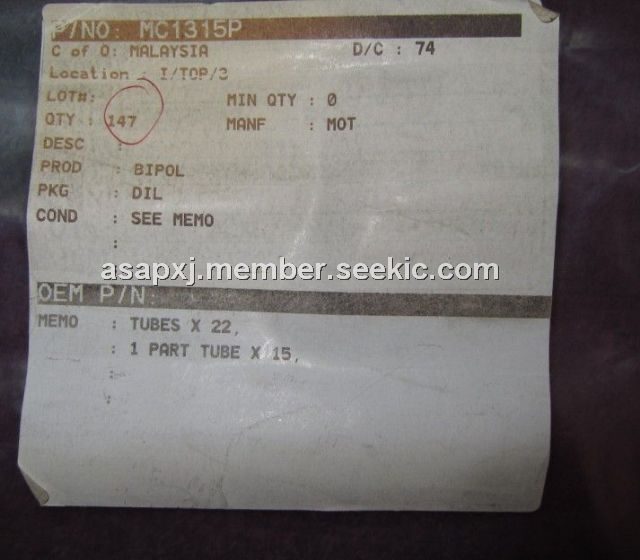 P/NO: MC1315P
C of O: MALAYSIA D/C : 74
Location : I/TOP/3
LOT#: MIN QTY : 0
QTY : 147 MANF : MOT
DESC :
PROD : BIPOL
PKG : DIL
COND : SEE MEMO
:
asapxj.member.seekic.com
OEM P/N:
MEMO : TUBES X 22,
: 1 PART TUBE X 15,
:
: